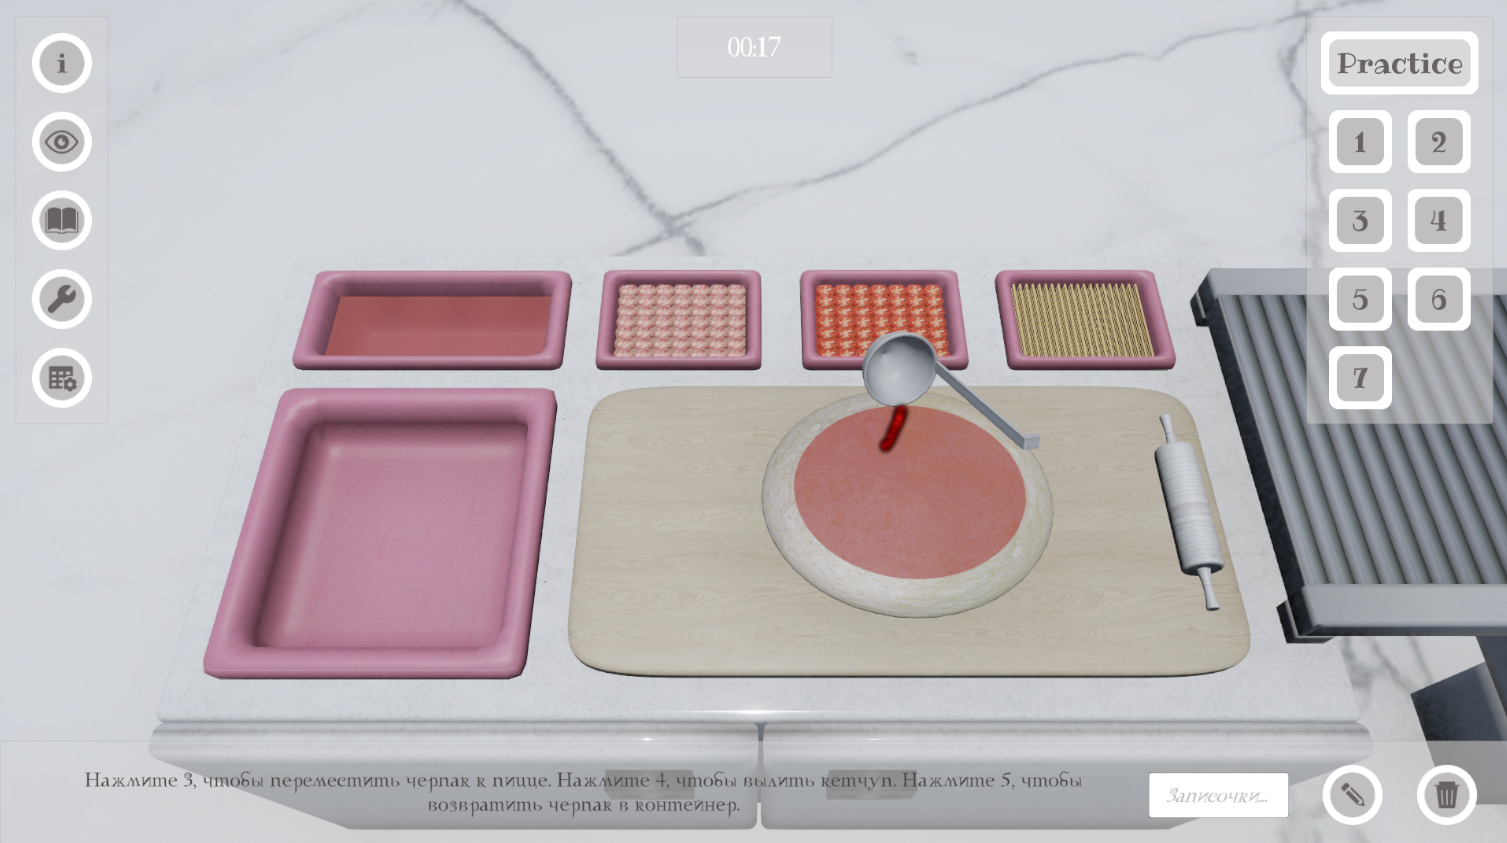 00:17
Practice
1 2
3 4
5 6
7
Нажмите 3, чтобы переместить черпак к пицце. Нажмите 4, чтобы вылить кетчуп. Нажмите 5, чтобы
возвратить черпак в контейнер.
Записочки...